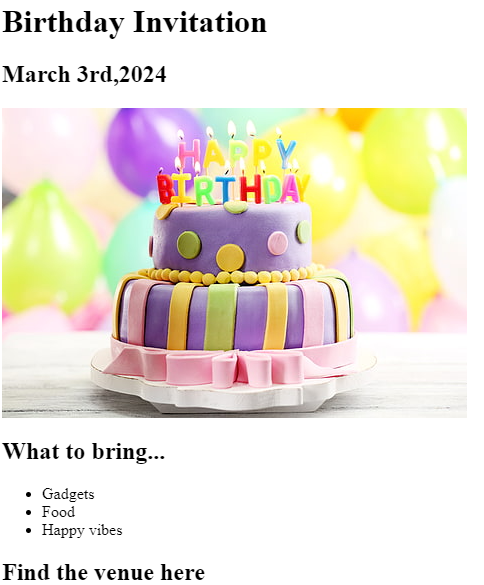 Birthday Invitation
March 3rd,2024
HAPPY
BIRTHDAY
What to bring...
Gadgets
Food
Happy vibes
Find the venue here